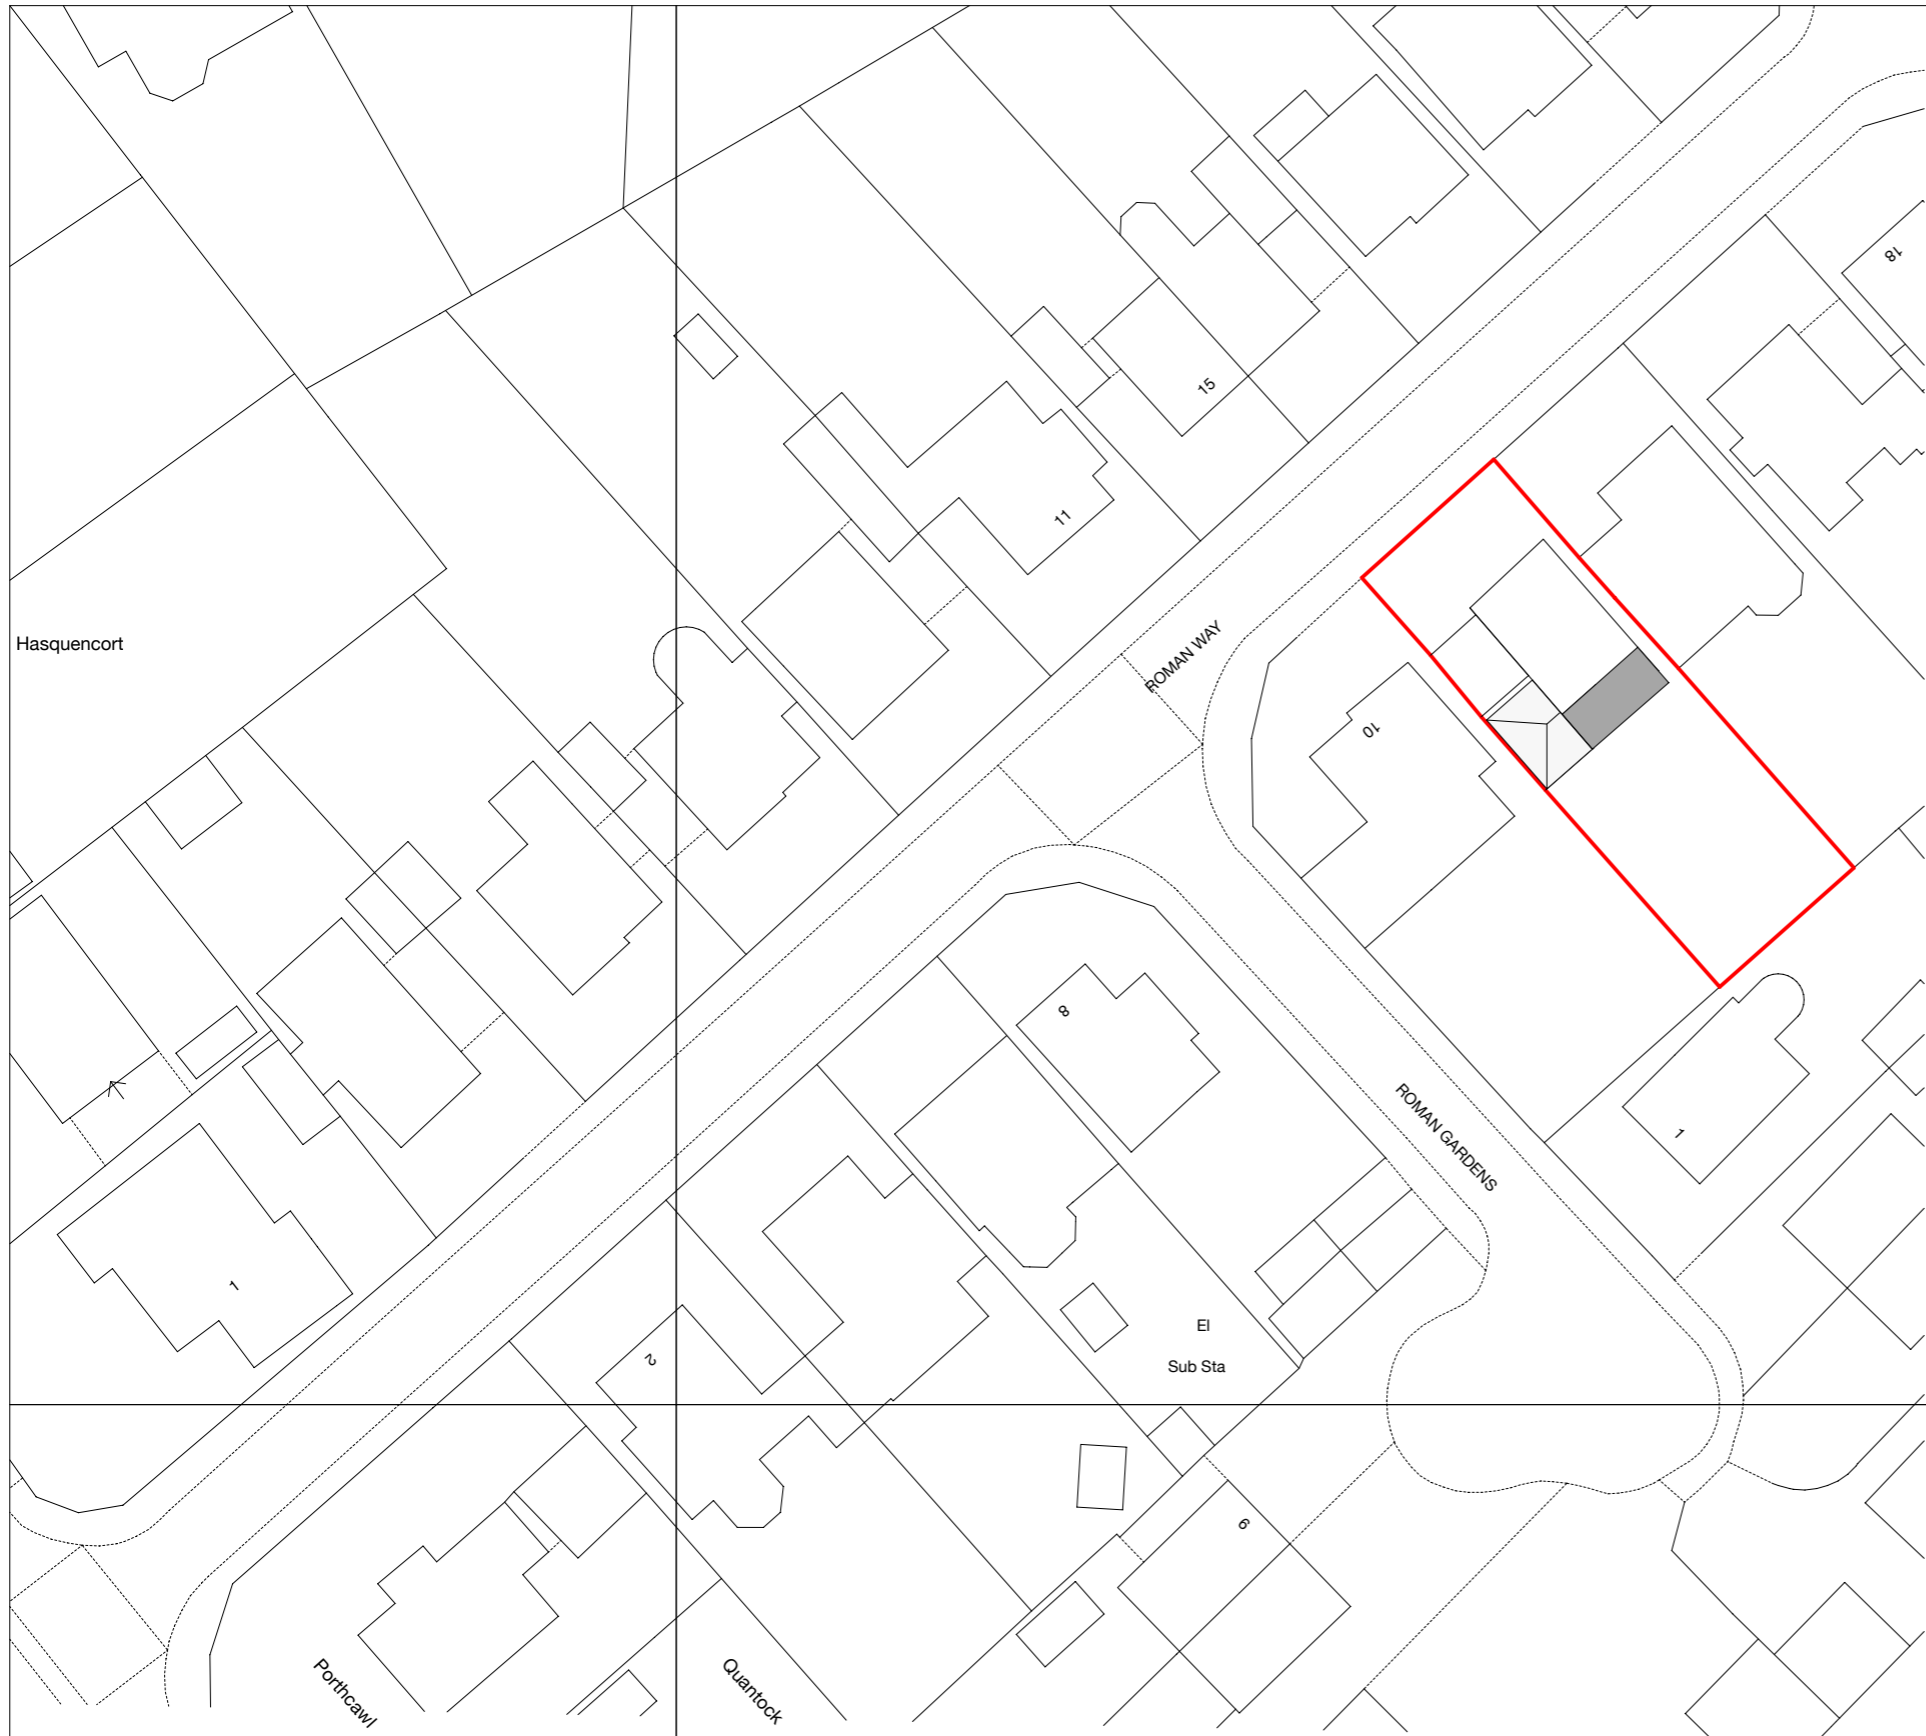 18
15
11
Hasquencort
ROMAN WAY
10
8
ROMAN GARDENS
1
1
El
Sub Sta
2
6
Porthcawl
Quantock